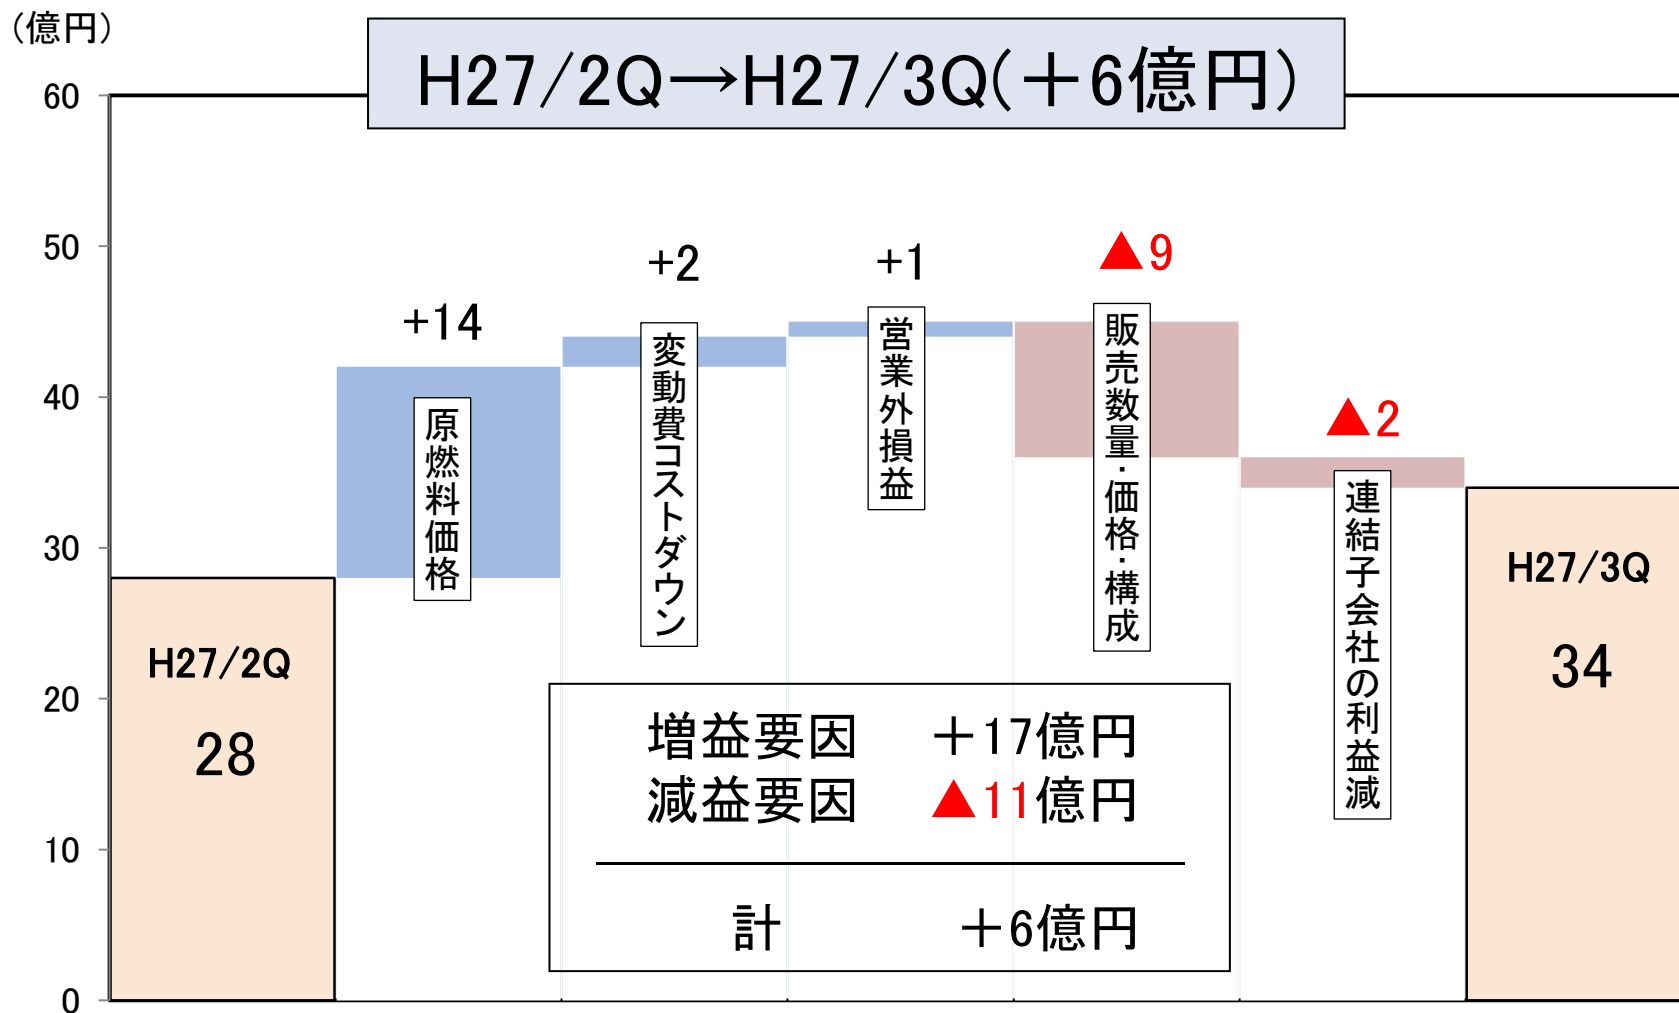 (億円)
H27/2Q→H27/3Q(＋6億円)
60
50
40
30
20
10
0
H27/2Q
28
+14
原燃料価格
+2
変動費コストダウン
+1
営業外損益
▲9
販売数量・価格・構成
▲2
連結子会社の利益減
H27/3Q
34
増益要因 ＋17億円
減益要因 ▲11億円
計 ＋6億円